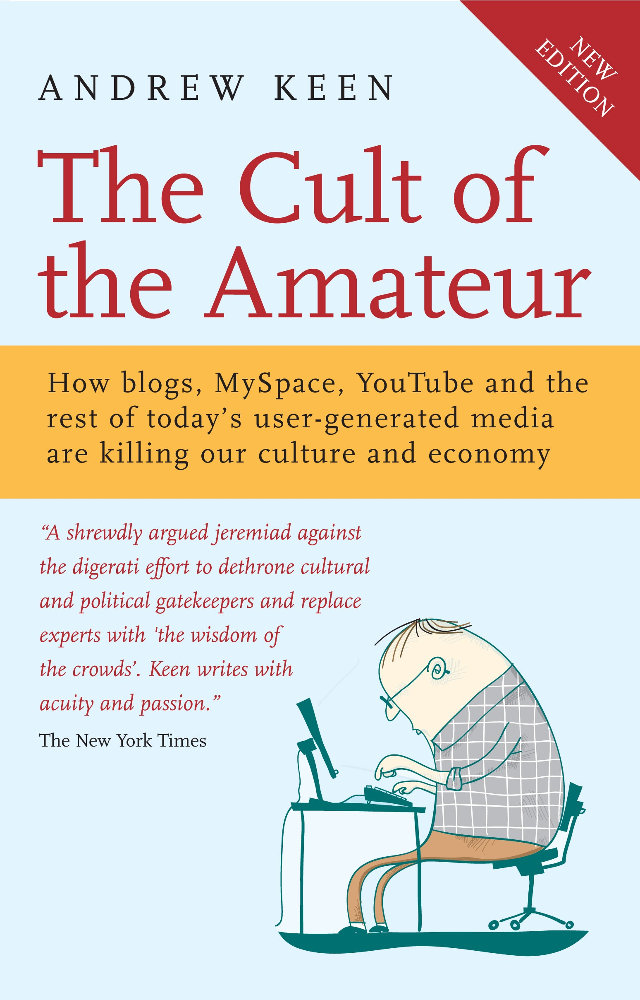 NEW
EDITION
ANDREW KEEN
The Cult of
the Amateur
How blogs, MySpace, YouTube and the
rest of today’s user-generated media
are killing our culture and economy
“A shrewdly argued jeremiad against
the digerati effort to dethrone cultural
and political gatekeepers and replace
experts with 'the wisdom of
the crowds’. Keen writes with
acuity and passion.”
The New York Times